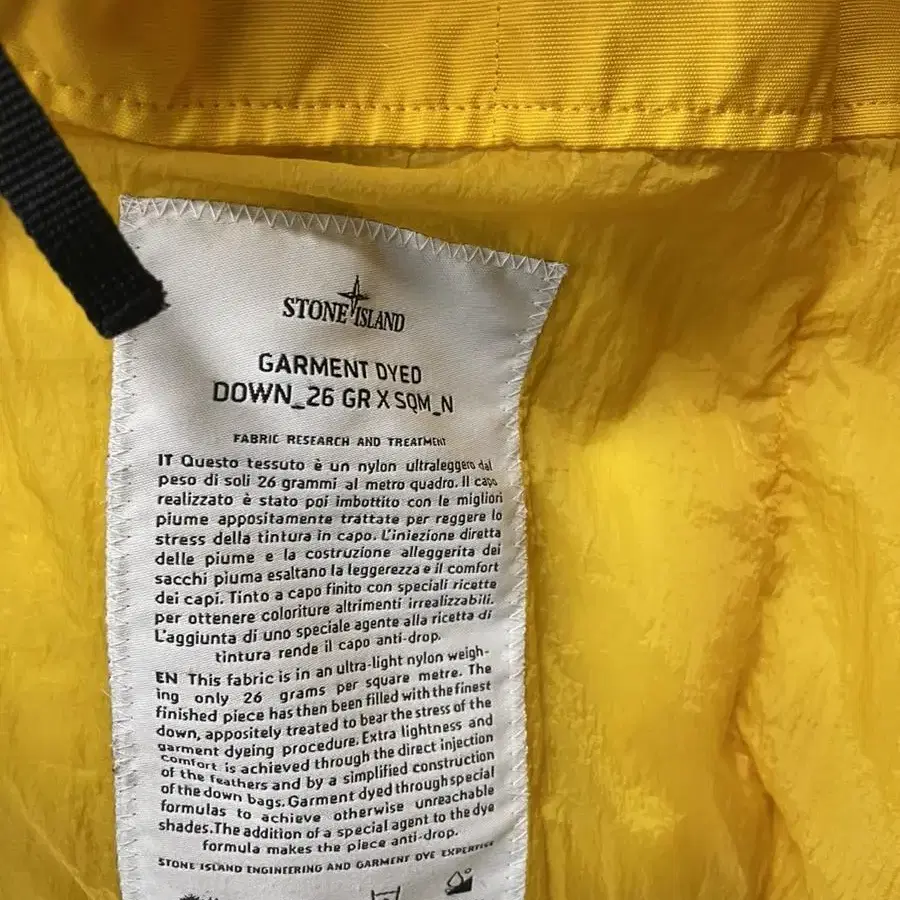 STONE ISLAND
GARMENT DYED
DOWN_26 GR X SQM_N
FABRIC RESEARCH AND TREATMENT
IT Questo tessuto è un nylon ultraleggero dal
peso di soli 26 grammi al metro quadro. Il capo
realizzato è stato poi imbottito con le migliori
piume appositamente trattate per reggere lo
stress della tintura in capo. L'iniezione diretta
delle piume e la costruzione alleggerita dei
sacchi piuma esaltano la leggerezza e il comfort
dei capi. Tinto a capo finito con speciali ricette
per ottenere coloriture altrimenti irrealizzabili.
L'aggiunta di uno speciale agente alla ricetta di
tintura rende il capo anti-drop.
EN This fabric is in an ultra-light nylon weigh-
ing only 26 grams per square metre. The
finished piece has then been filled with the finest
down, appositely treated to bear the stress of the
garment dyeing procedure. Extra lightness and
comfort is achieved through the direct injection
of the feathers and by a simplified construction
of the down bags. Garment dyed through special
formulas to achieve otherwise unreachable
shades. The addition of a special agent to the dye
formula makes the piece anti-drop.
STONE ISLAND ENGINEERING AND GARMENT DYE EXPERTISE